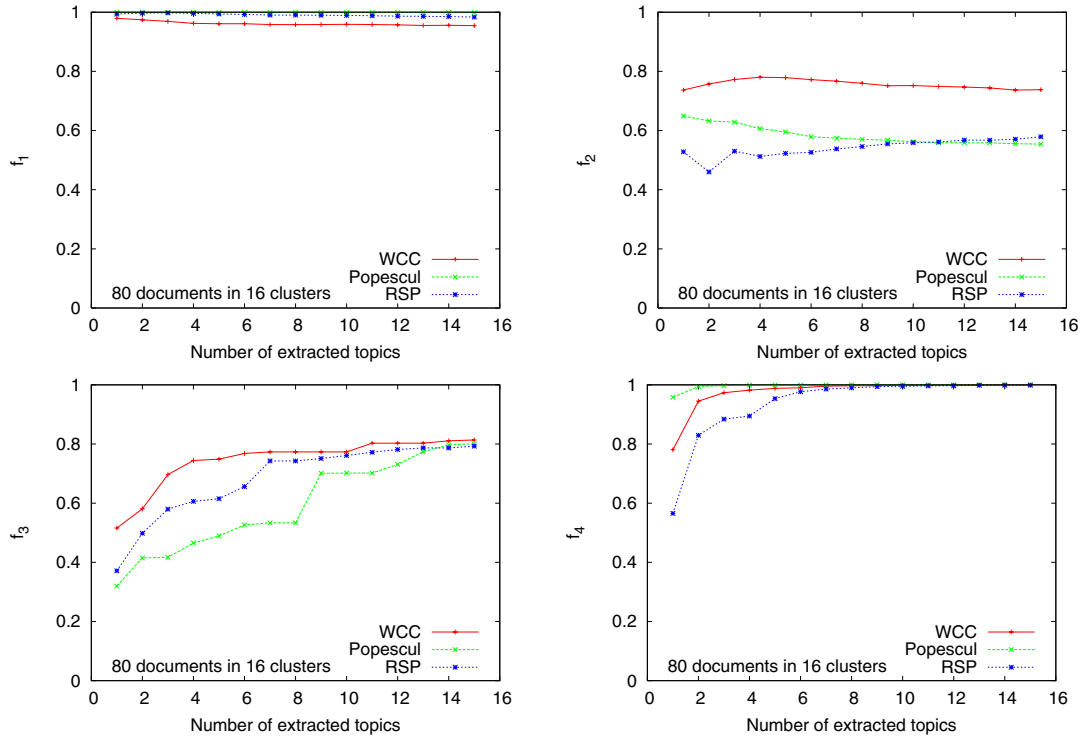 1
0.8
0.6
0.4
0.2
0
f1
WCC
Popescul
RSP
80 documents in 16 clusters
0 2 4 6 8 10 12 14 16
Number of extracted topics
1
0.8
0.6
0.4
0.2
0
f2
WCC
Popescul
RSP
80 documents in 16 clusters
0 2 4 6 8 10 12 14 16
Number of extracted topics
1
0.8
0.6
0.4
0.2
0
f3
WCC
Popescul
RSP
80 documents in 16 clusters
0 2 4 6 8 10 12 14 16
Number of extracted topics
1
0.8
0.6
0.4
0.2
0
f4
WCC
Popescul
RSP
80 documents in 16 clusters
0 2 4 6 8 10 12 14 16
Number of extracted topics